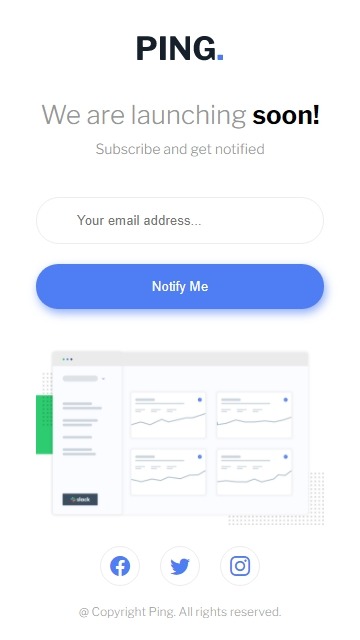 PING.
We are launching soon!
Subscribe and get notified
Your email address...
Notify Me
@ Copyright Ping. All rights reserved.